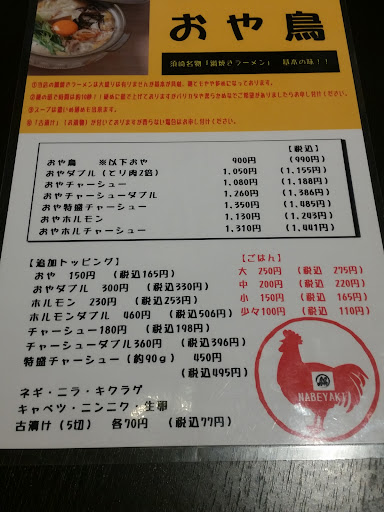 おや鳥
須崎名物「鍋焼きラーメン」 基本の味！！
おや鳥 ※以下おや 900円 (990円)
【税込】
おやダブル(とり肉2倍) 1.050円 (1.155円)
おやチャーシュー 1.080円 (1.188円)
おやチャーシューダブル 1.260円 (1.386円)
おや特盛チャーシュー 1.350円 (1.485円)
おやホルモン 1.130円 (1.243円)
おやホルチャーシュー 1.310円 (1.441円)
【追加トッピング】
おや 150円 (税込165円)
おやダブル 300円 (税込330円)
ホルモン 230円 (税込253円)
ホルモンダブル 460円 (税込506円)
チャーシュー180円 (税込198円)
チャーシューダブル360円 (税込396円)
特盛チャーシュー(約90g) 450円
(税込495円)
ネギ・ニラ・キクラゲ
キャベツ・ニンニク・生卵
古漬け(5切) 各70円 (税込77円)
【ごはん】
大 250円 (税込 275円)
中 200円 (税込 220円)
小 150円 (税込 165円)
少々100円 (税込 110円)
NABEYAKI